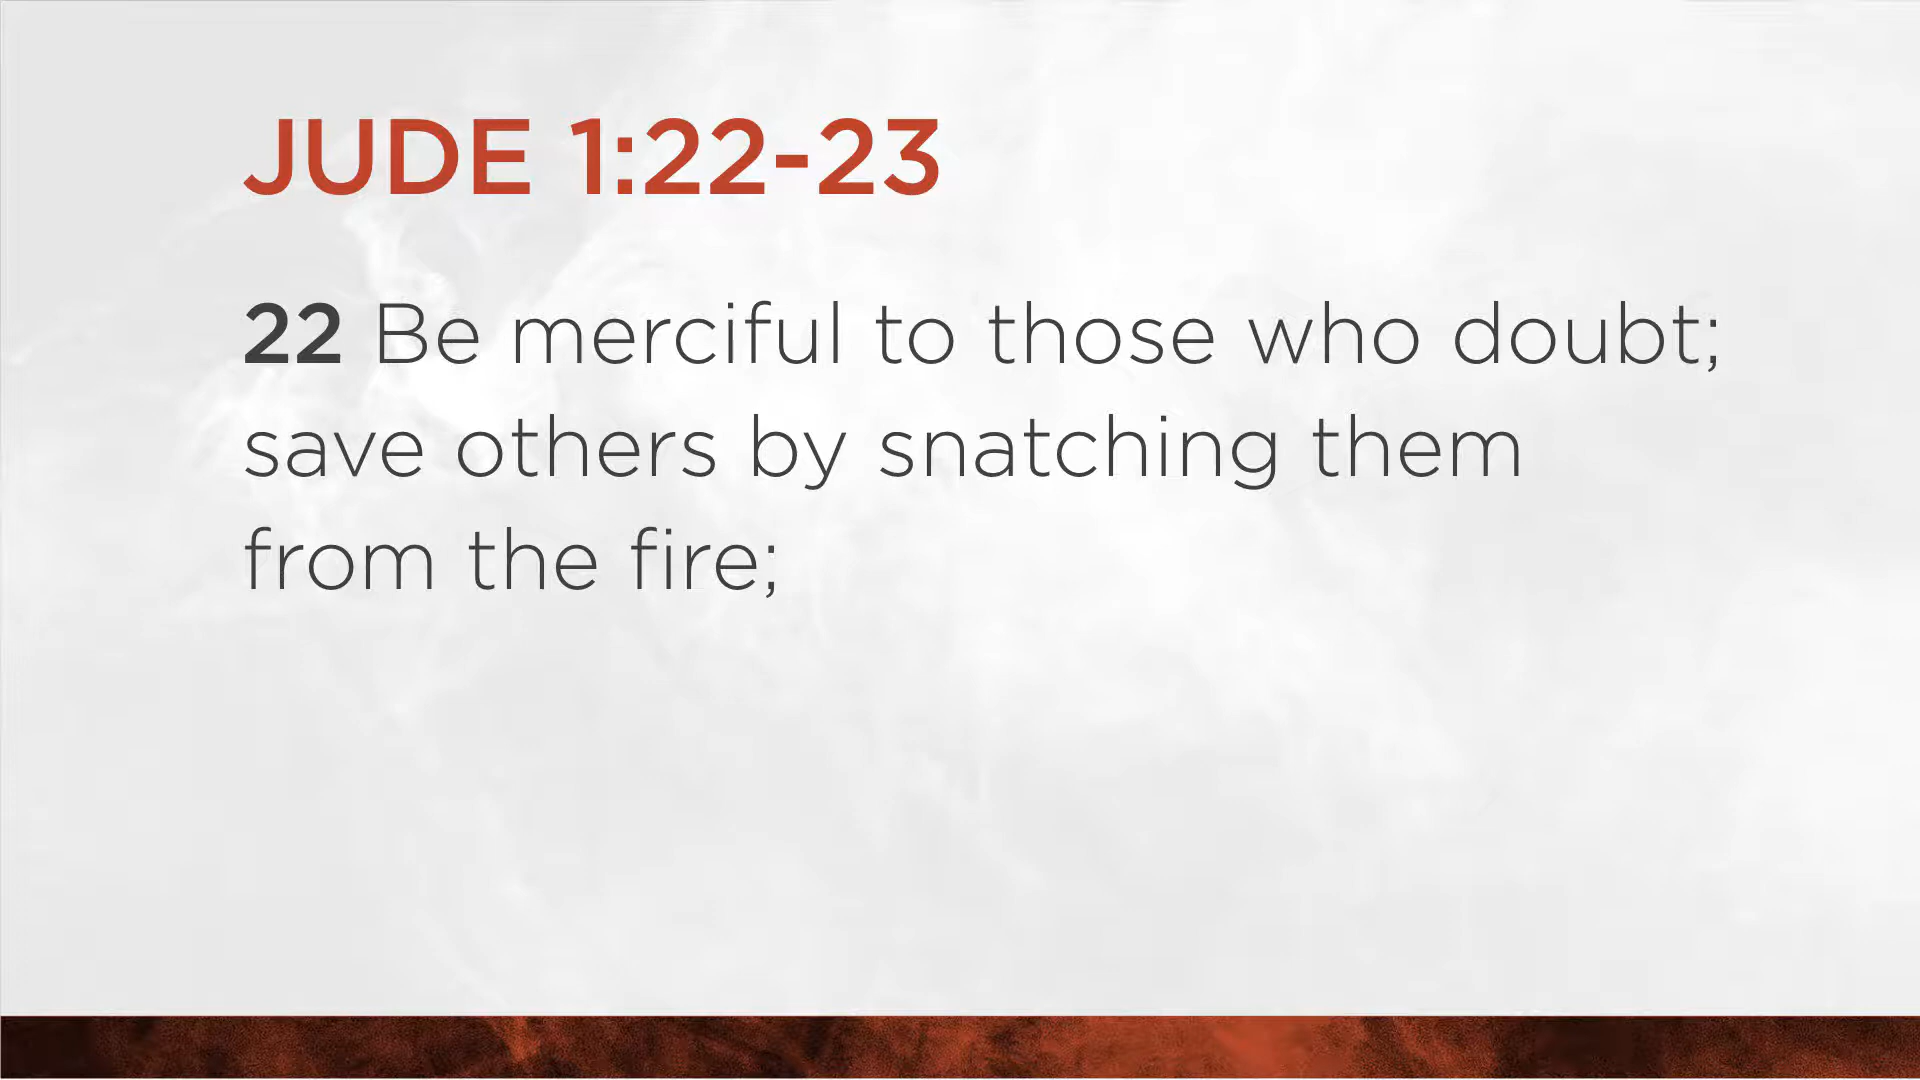 JUDE 1:22-23
22 Be merciful to those who doubt;
save others by snatching them
from the fire;